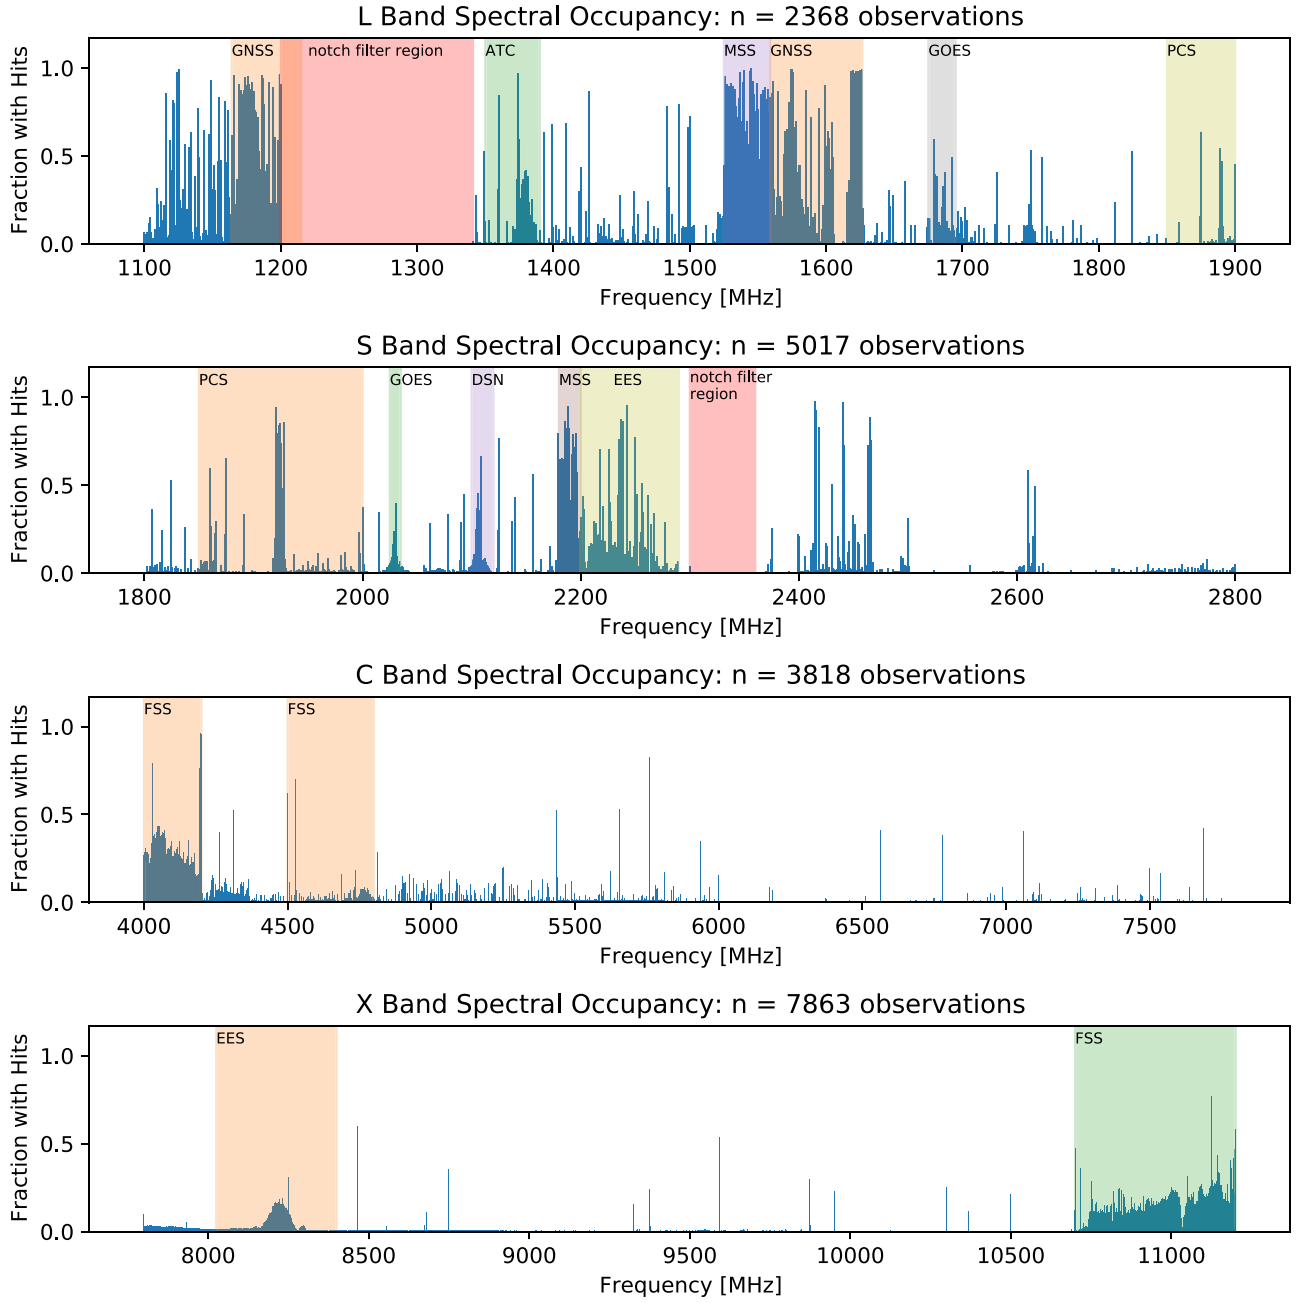 L Band Spectral Occupancy: n = 2368 observations
GNSS notch filter region ATC MSS GNSS GOES PCS
1.0
0.5
0.0
Fraction with Hits
1100 1200 1300 1400 1500 1600 1700 1800 1900
Frequency [MHz]
S Band Spectral Occupancy: n = 5017 observations
PCS GOES DSN MSS EES notch filter
region
1.0
0.5
0.0
Fraction with Hits
1800 2000 2200 2400 2600 2800
Frequency [MHz]
C Band Spectral Occupancy: n = 3818 observations
FSS FSS
1.0
0.5
0.0
Fraction with Hits
4000 4500 5000 5500 6000 6500 7000 7500
Frequency [MHz]
X Band Spectral Occupancy: n = 7863 observations
EES FSS
1.0
0.5
0.0
Fraction with Hits
8000 8500 9000 9500 10000 10500 11000
Frequency [MHz]